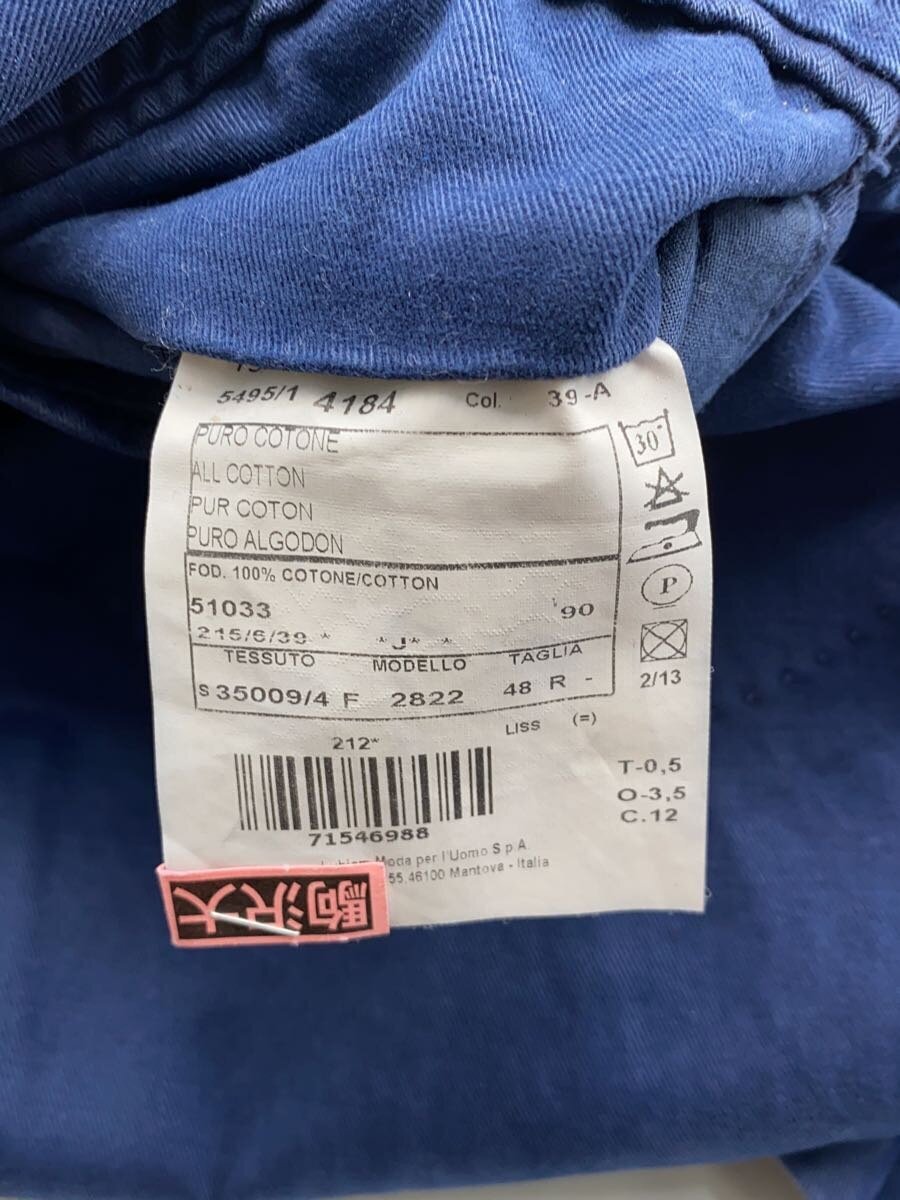 5495/1 4184 Col. 39-A
PURO COTONE
ALL COTTON
PUR COTON
PURO ALGODON
FOD. 100% COTONE/COTTON
51033 90
215/6/39 * *J* *
TESSUTO MODELLO TAGLIA
S 35009/4 F 2822 48 R -
LISS (=)
212*
71546988
Moda per l'Uomo S.p.A.
55.46100 Mantova - Italia
30°
P
2/13
T-0,5
O-3,5
C.12
駒沢大